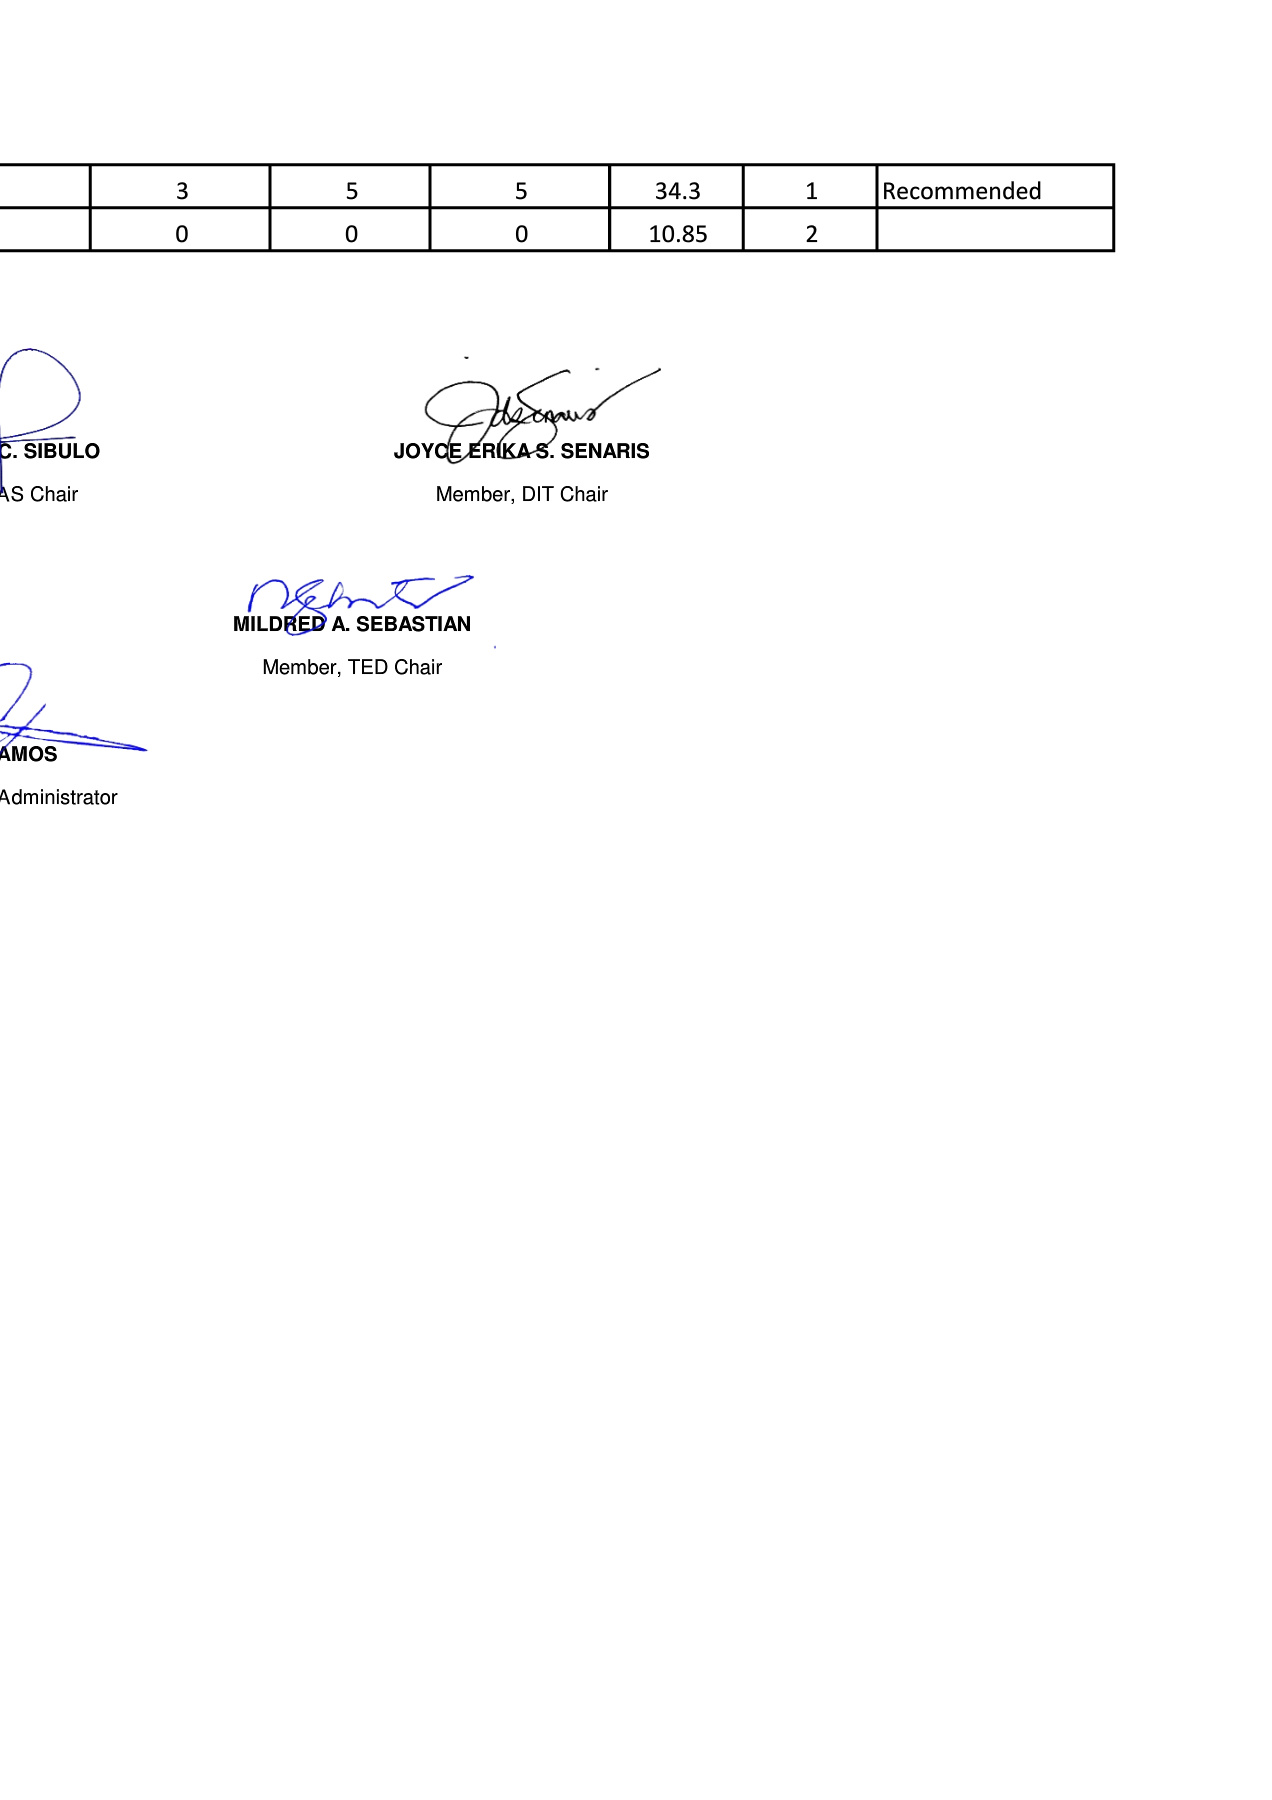 3 5 5 34.3 1 Recommended
0 0 0 10.85 2
C. SIBULO JOYCE ERIKA S. SENARIS
AS Chair Member, DIT Chair
MILDRED A. SEBASTIAN
Member, TED Chair
AMOS
Administrator